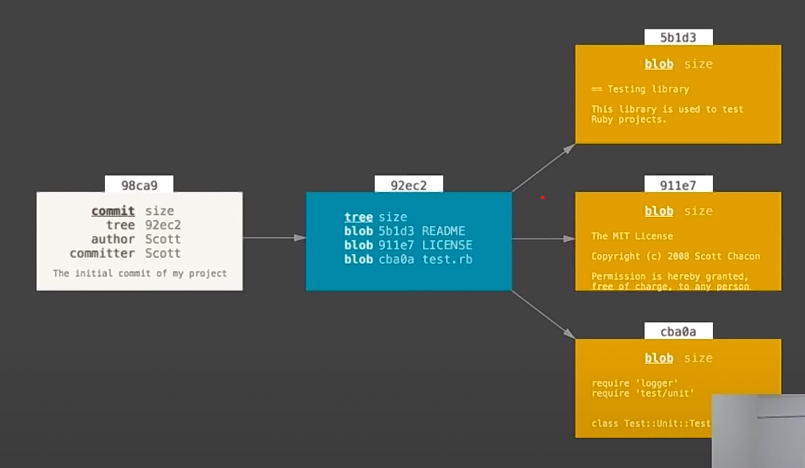 98ca9
commit size
tree 92ec2
author Scott
committer Scott
The initial commit of my project
92ec2
tree size
blob 5b1d3 README
blob 911e7 LICENSE
blob cba0a test.rb
5b1d3
blob size
== Testing library
This library is used to test
Ruby projects.
911e7
blob size
The MIT License
Copyright (c) 2008 Scott Chacon
Permission is hereby granted,
free of charge, to any person
cba0a
blob size
require 'logger'
require 'test/unit'
class Test::Unit::Test